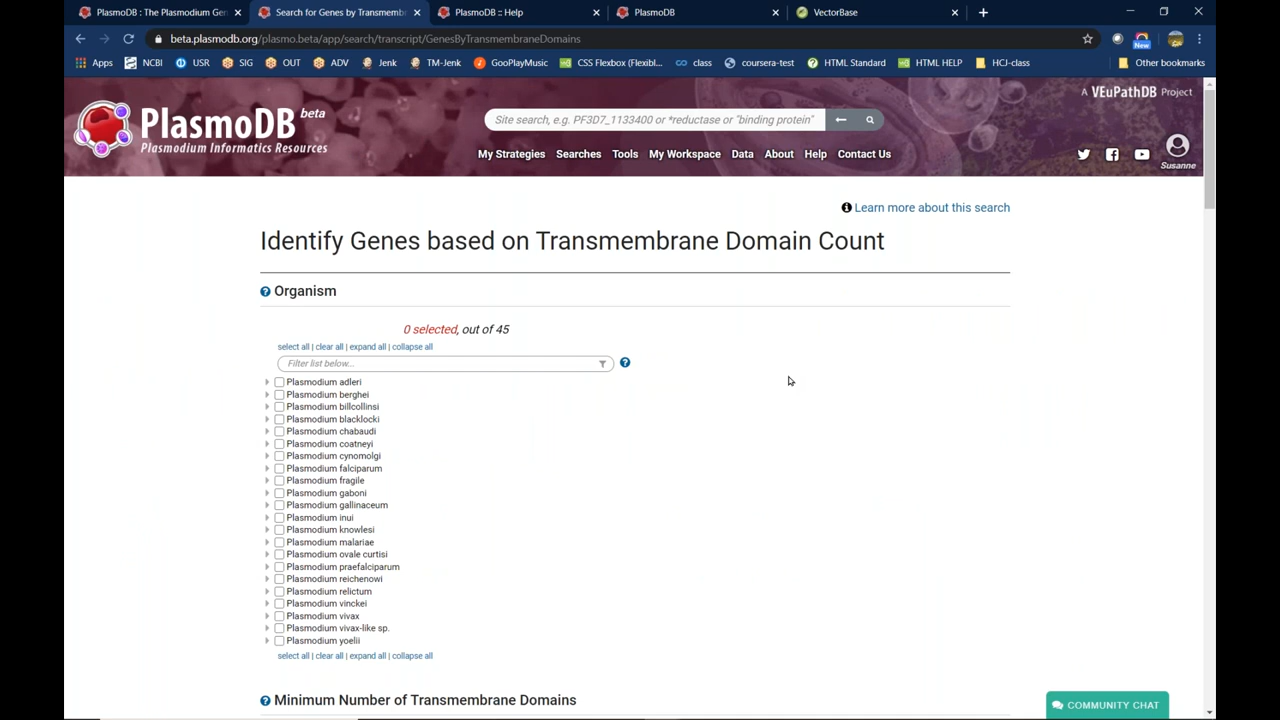 PlasmoDB : The Plasmodium Gen
Search for Genes by Transmembr
PlasmoDB :: Help
PlasmoDB
VectorBase
beta.plasmodb.org/plasmo.beta/app/search/transcript/GenesByTransmembraneDomains
New
Apps
NCBI
USR
SIG
OUT
ADV
Jenk
TM-Jenk
GooPlayMusic
CSS Flexbox (Flexibl...
class
coursera-test
HTML Standard
HTML HELP
HCJ-class
Other bookmarks
PlasmoDB beta
Plasmodium Informatics Resources
Site search, e.g. PF3D7_1133400 or *reductase or "binding protein"
A VEuPathDB Project
My Strategies
Searches
Tools
My Workspace
Data
About
Help
Contact Us
Susanne
Learn more about this search
Identify Genes based on Transmembrane Domain Count
Organism
0 selected, out of 45
select all | clear all | expand all | collapse all
Filter list below...
Plasmodium adleri
Plasmodium berghei
Plasmodium billcollinsi
Plasmodium blacklocki
Plasmodium chabaudi
Plasmodium coatneyi
Plasmodium cynomolgi
Plasmodium falciparum
Plasmodium fragile
Plasmodium gaboni
Plasmodium gallinaceum
Plasmodium inui
Plasmodium knowlesi
Plasmodium malariae
Plasmodium ovale curtisi
Plasmodium praefalciparum
Plasmodium reichenowi
Plasmodium relictum
Plasmodium vinckei
Plasmodium vivax
Plasmodium vivax-like sp.
Plasmodium yoelii
select all | clear all | expand all | collapse all
Minimum Number of Transmembrane Domains
COMMUNITY CHAT